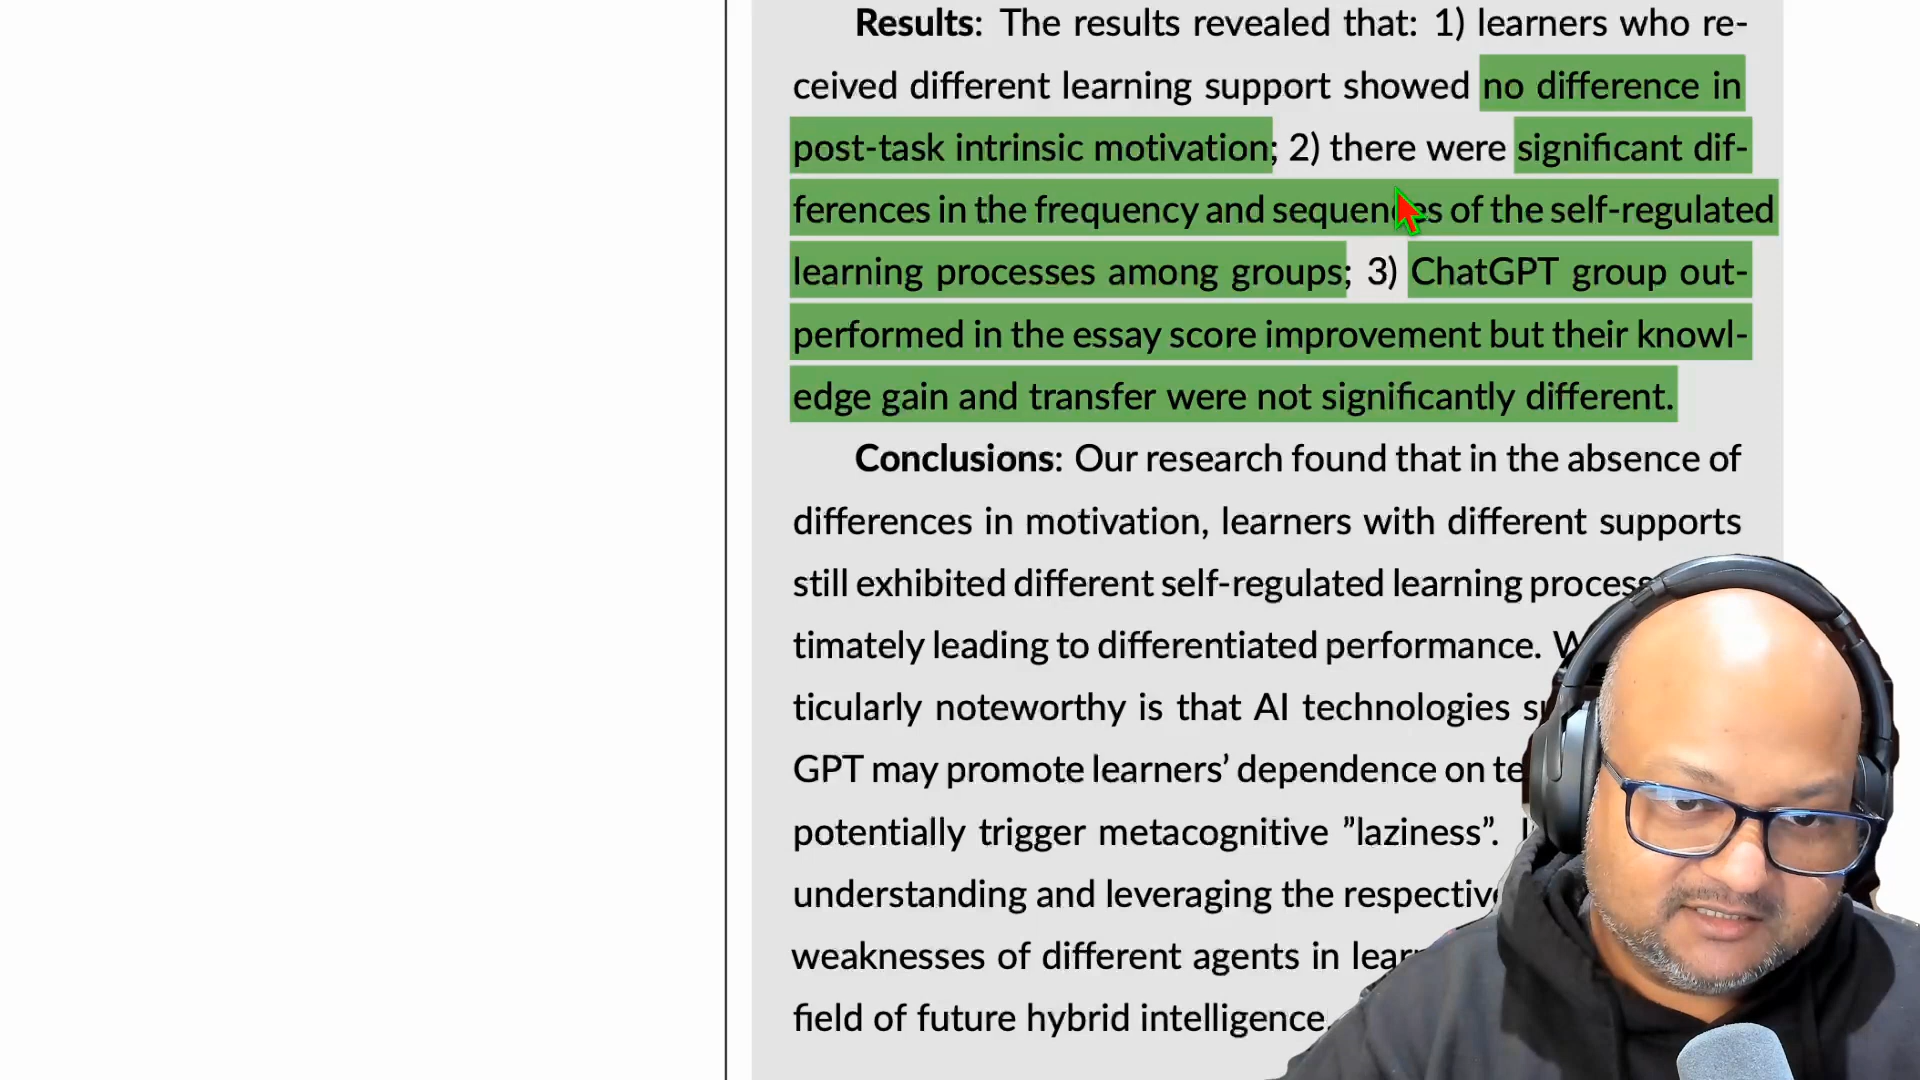 Results: The results revealed that: 1) learners who re-
ceived different learning support showed no difference in
post-task intrinsic motivation; 2) there were significant dif-
ferences in the frequency and sequences of the self-regulated
learning processes among groups; 3) ChatGPT group out-
performed in the essay score improvement but their knowl-
edge gain and transfer were not significantly different.
Conclusions: Our research found that in the absence of
differences in motivation, learners with different supports
still exhibited different self-regulated learning
timately leading to differentiated performance.
ticularly noteworthy is that AI technologies
GPT may promote learners’ dependence on
potentially trigger metacognitive ”laziness”.
understanding and leveraging the
weaknesses of different agents in
field of future hybrid intelligence.